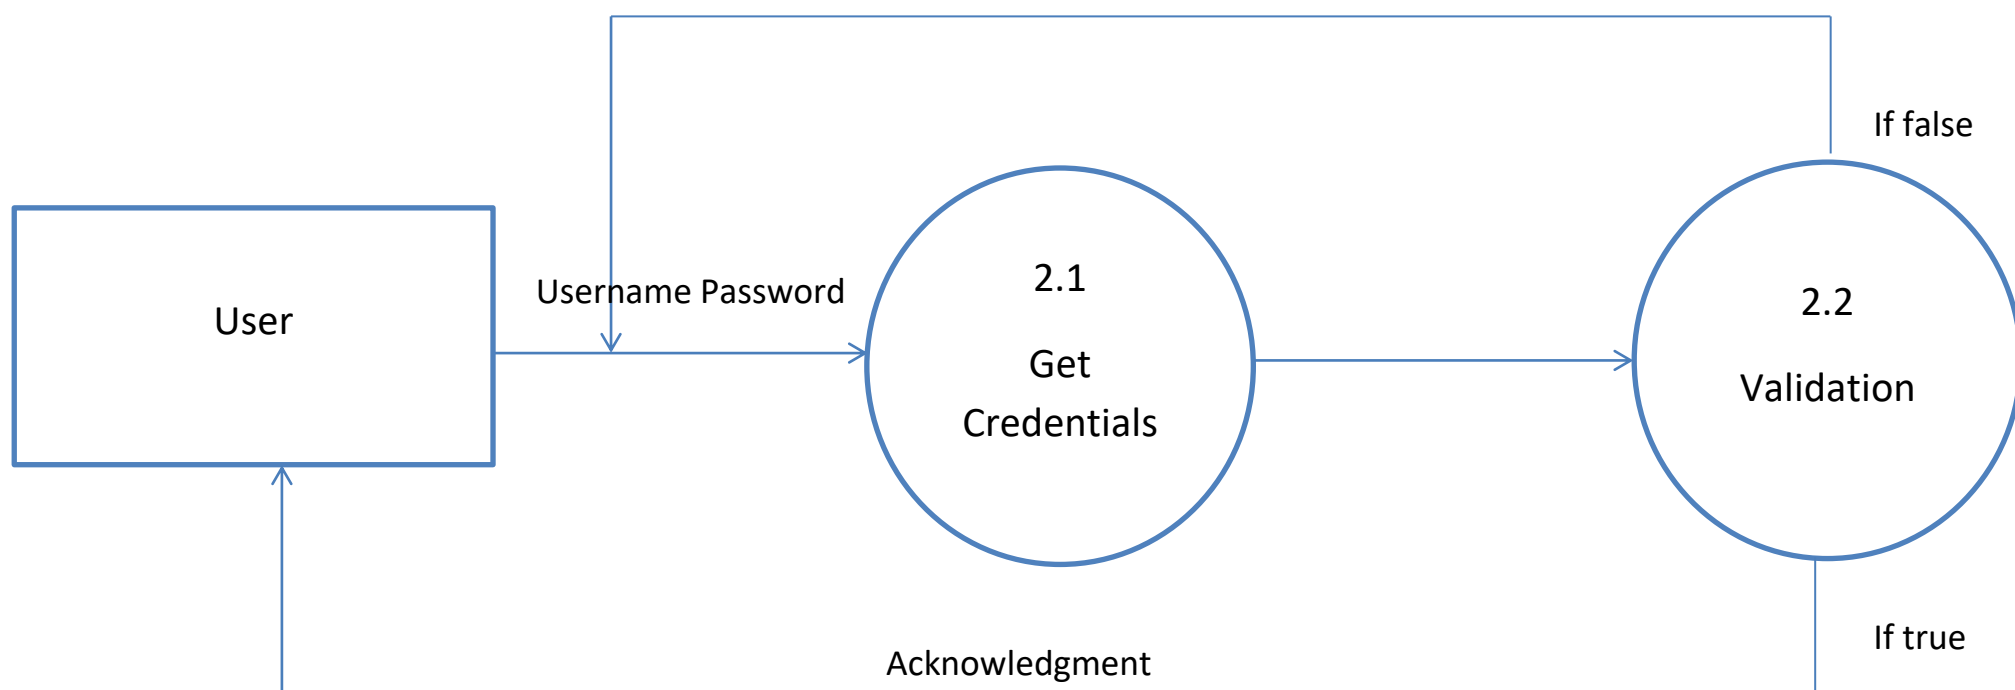 If false
User
Username Password
2.1
Get
Credentials
2.2
Validation
If true
Acknowledgment